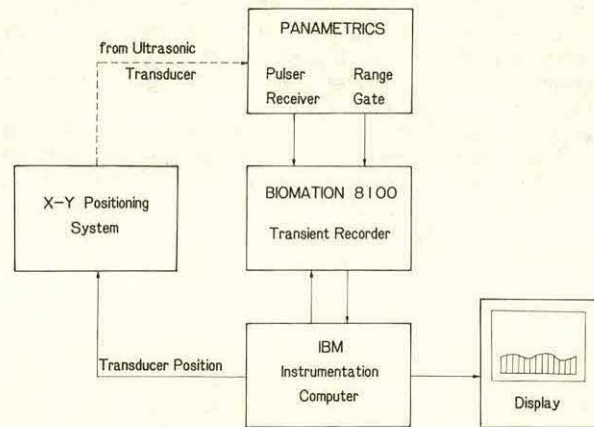 PANAMETRICS
from Ultrasonic
Transducer
Pulser Range
Receiver Gate
X-Y Positioning
System
BIOMATION 8100
Transient Recorder
Transducer Position
IBM
Instrumentation
Computer
Display